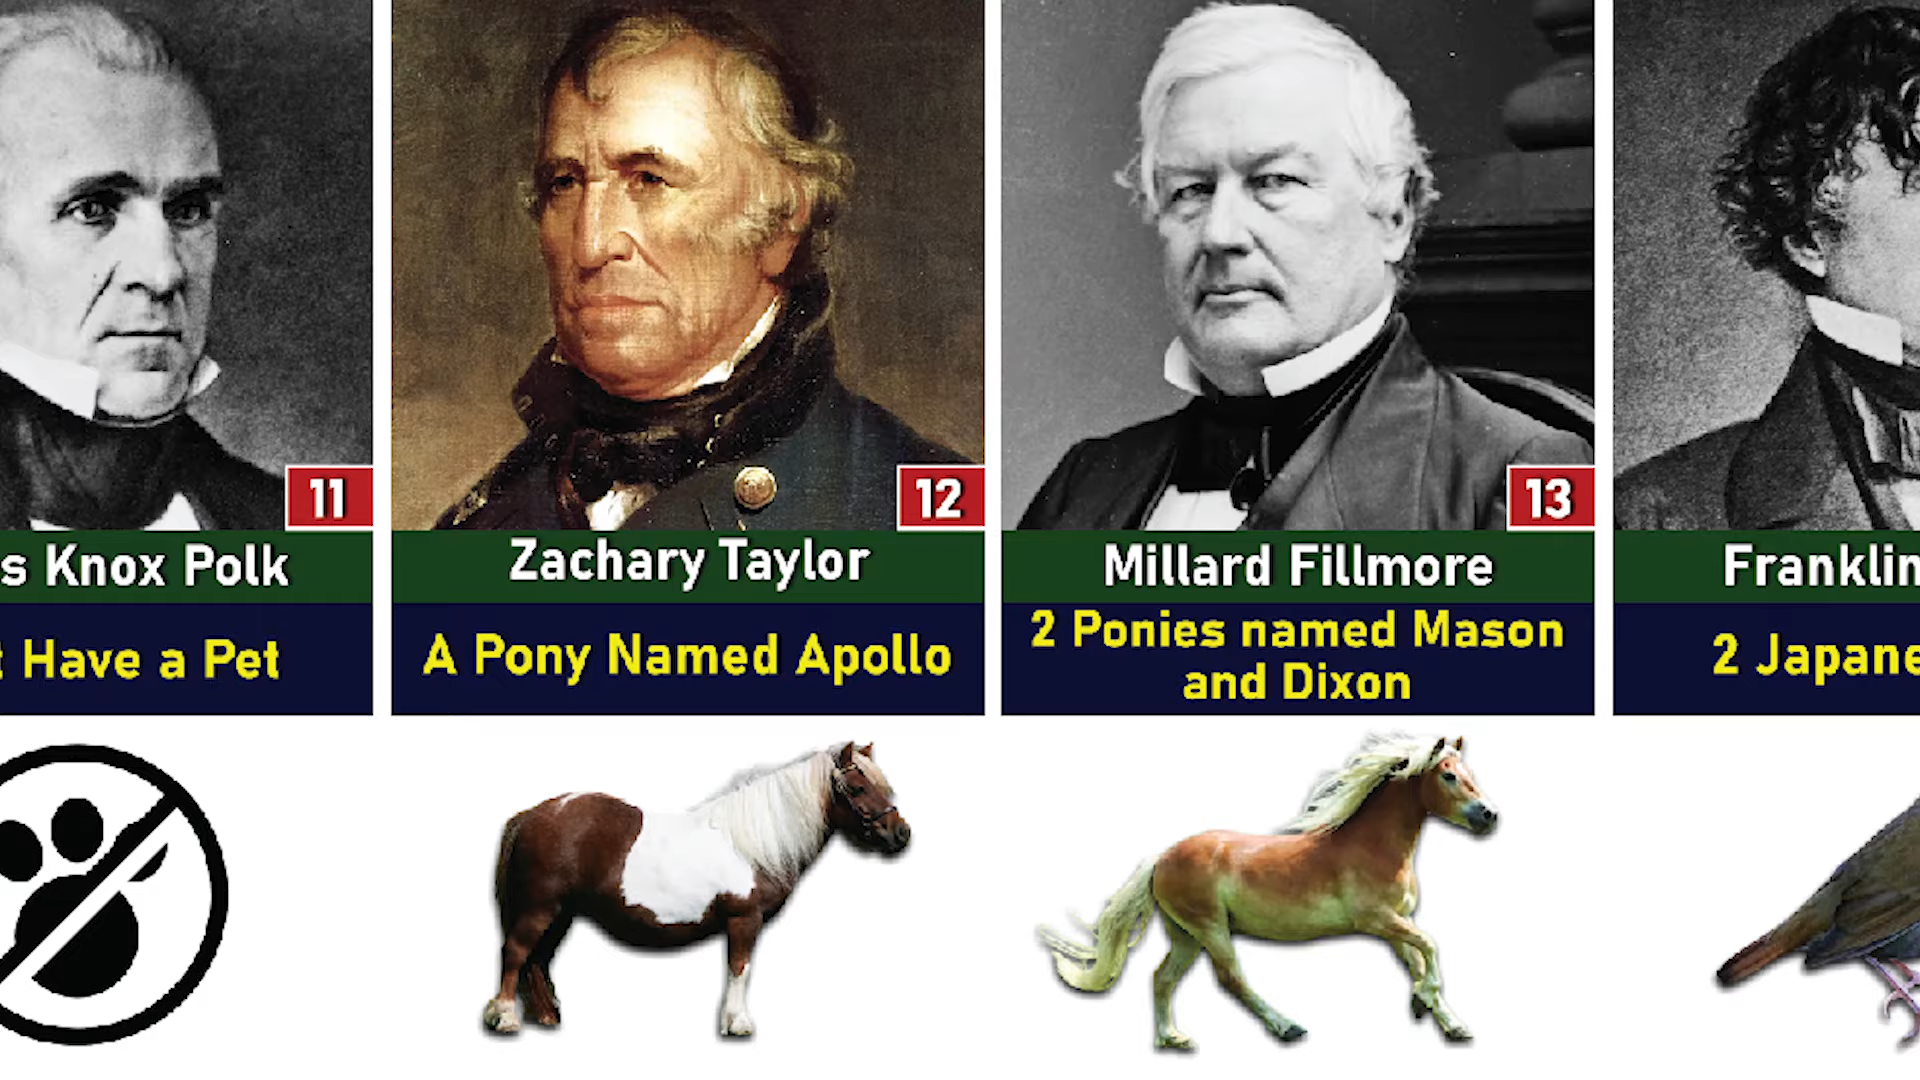 11
s Knox Polk
t Have a Pet
12
Zachary Taylor
A Pony Named Apollo
13
Millard Fillmore
2 Ponies named Mason
and Dixon
Franklin
2 Japane